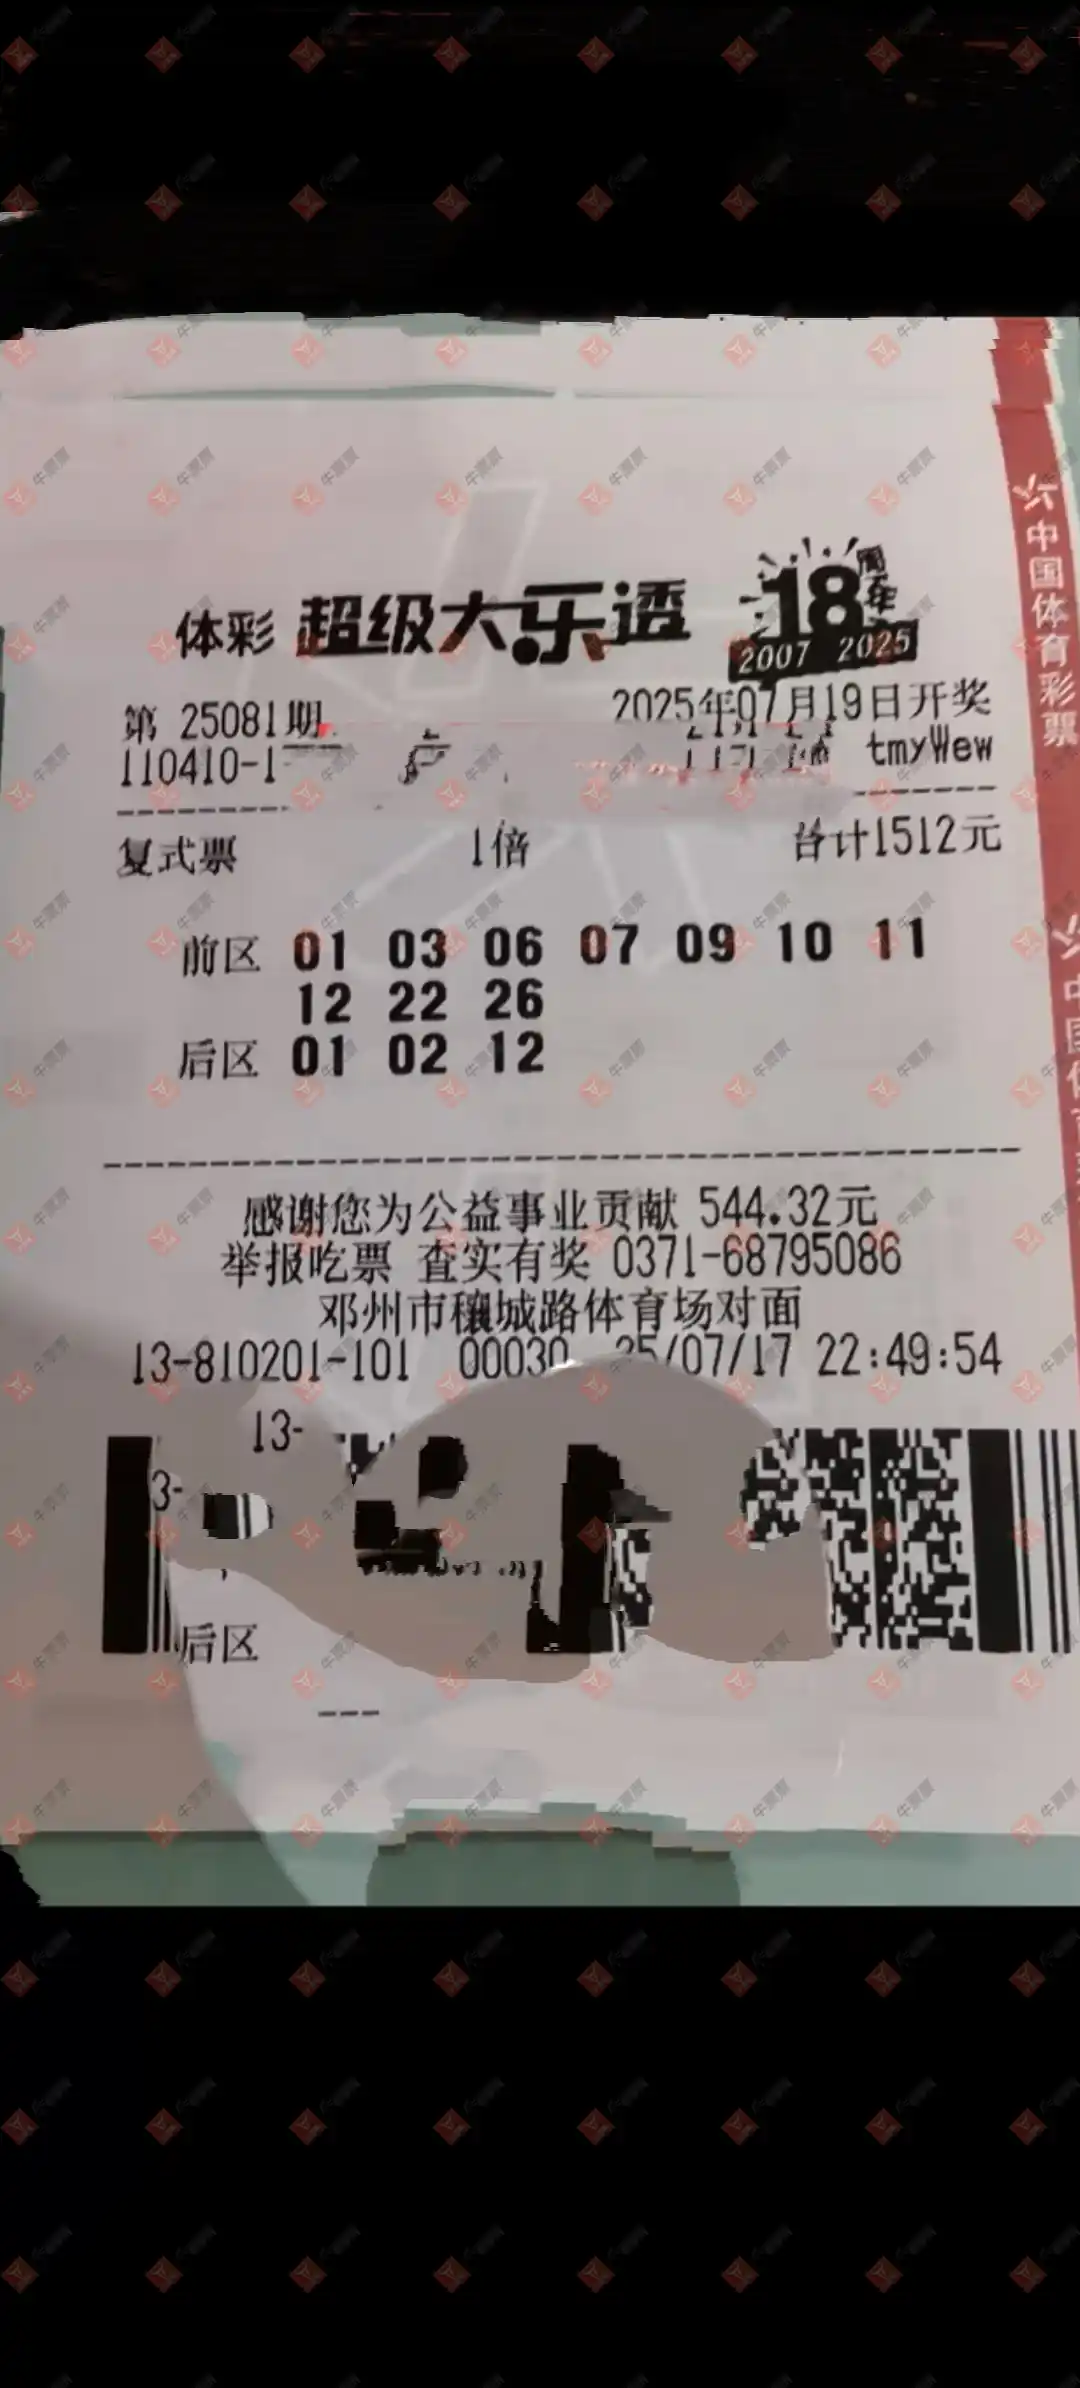 体彩 超级大乐透 18周年
2007 2025
第 25081期 2025年07月19日开奖
110410-1 tmyWew
复式票 1倍 合计1512元
前区 01 03 06 07 09 10 11
12 22 26
后区 01 02 12
感谢您为公益事业贡献 544.32元
举报吃票 查实有奖 0371-68795086
邓州市穰城路体育场对面
13-810201-101 00030 25/07/17 22:49:54
13-
3-
后区
中国体育彩票
牛票票